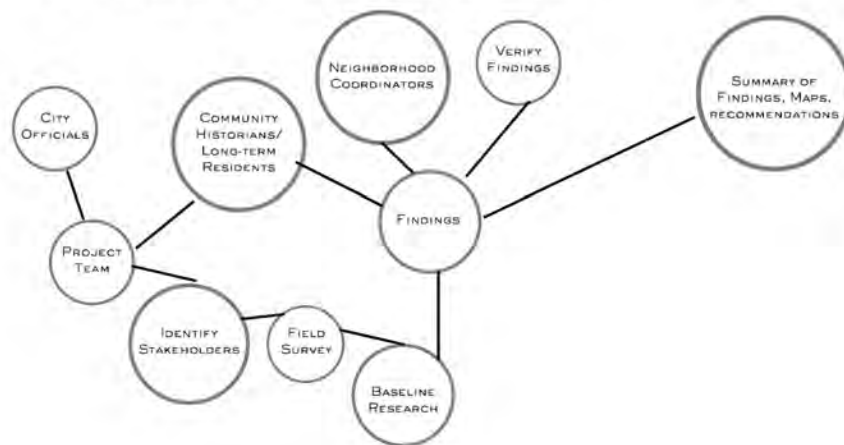 CITY
OFFICIALS
COMMUNITY
HISTORIANS/
LONG-TERM
RESIDENTS
NEIGHBORHOOD
COORDINATORS
VERIFY
FINDINGS
SUMMARY OF
FINDINGS, MAPS,
RECOMMENDATIONS
PROJECT
TEAM
FINDINGS
IDENTIFY
STAKEHOLDERS
FIELD
SURVEY
BASELINE
RESEARCH